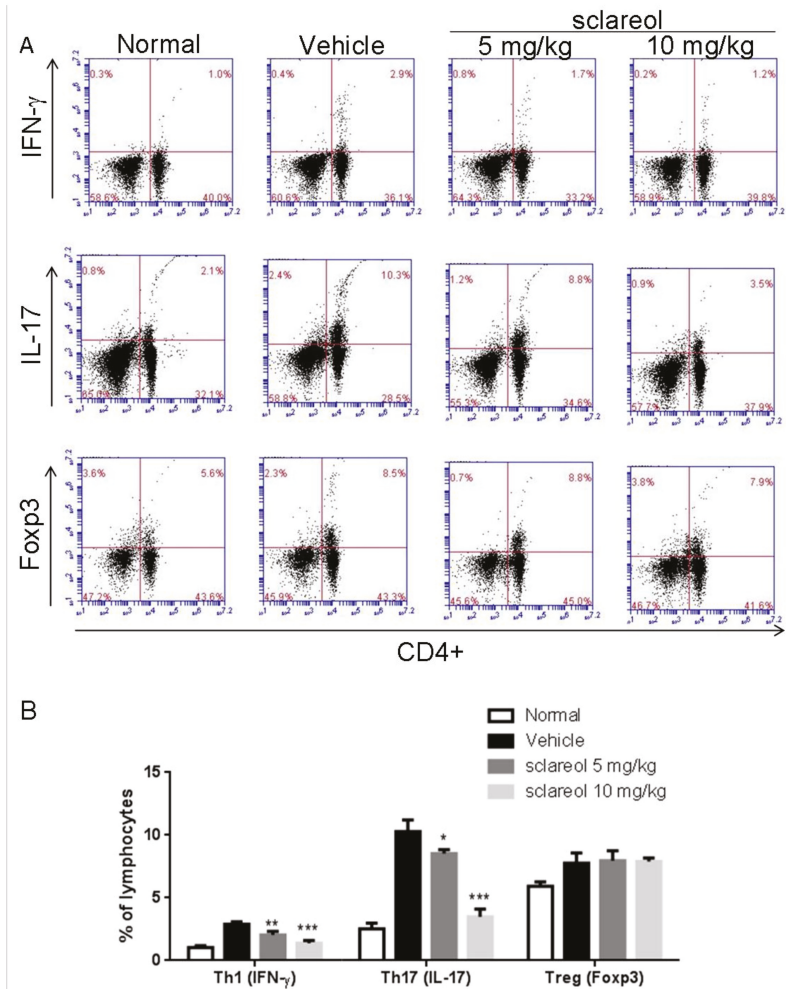 sclareol
A Normal Vehicle 5 mg/kg 10 mg/kg
IFN-γ
0.3% 1.0%
58.6% 40.0%
0.4% 2.9%
60.6% 36.1%
0.8% 1.7%
64.3% 33.2%
0.2% 1.2%
58.9% 39.8%
IL-17
0.8% 2.1%
65.0% 32.1%
2.4% 10.3%
58.8% 28.5%
1.2% 8.8%
55.3% 34.6%
0.9% 3.5%
57.7% 37.9%
Foxp3
3.6% 5.6%
47.2% 43.6%
2.3% 8.5%
45.9% 43.3%
0.7% 8.8%
45.6% 45.0%
3.8% 7.9%
46.7% 41.6%
CD4+
B
Normal
Vehicle
sclareol 5 mg/kg
sclareol 10 mg/kg
% of lymphocytes
15
10
5
0
** ***
* ***
Th1 (IFN-γ) Th17 (IL-17) Treg (Foxp3)